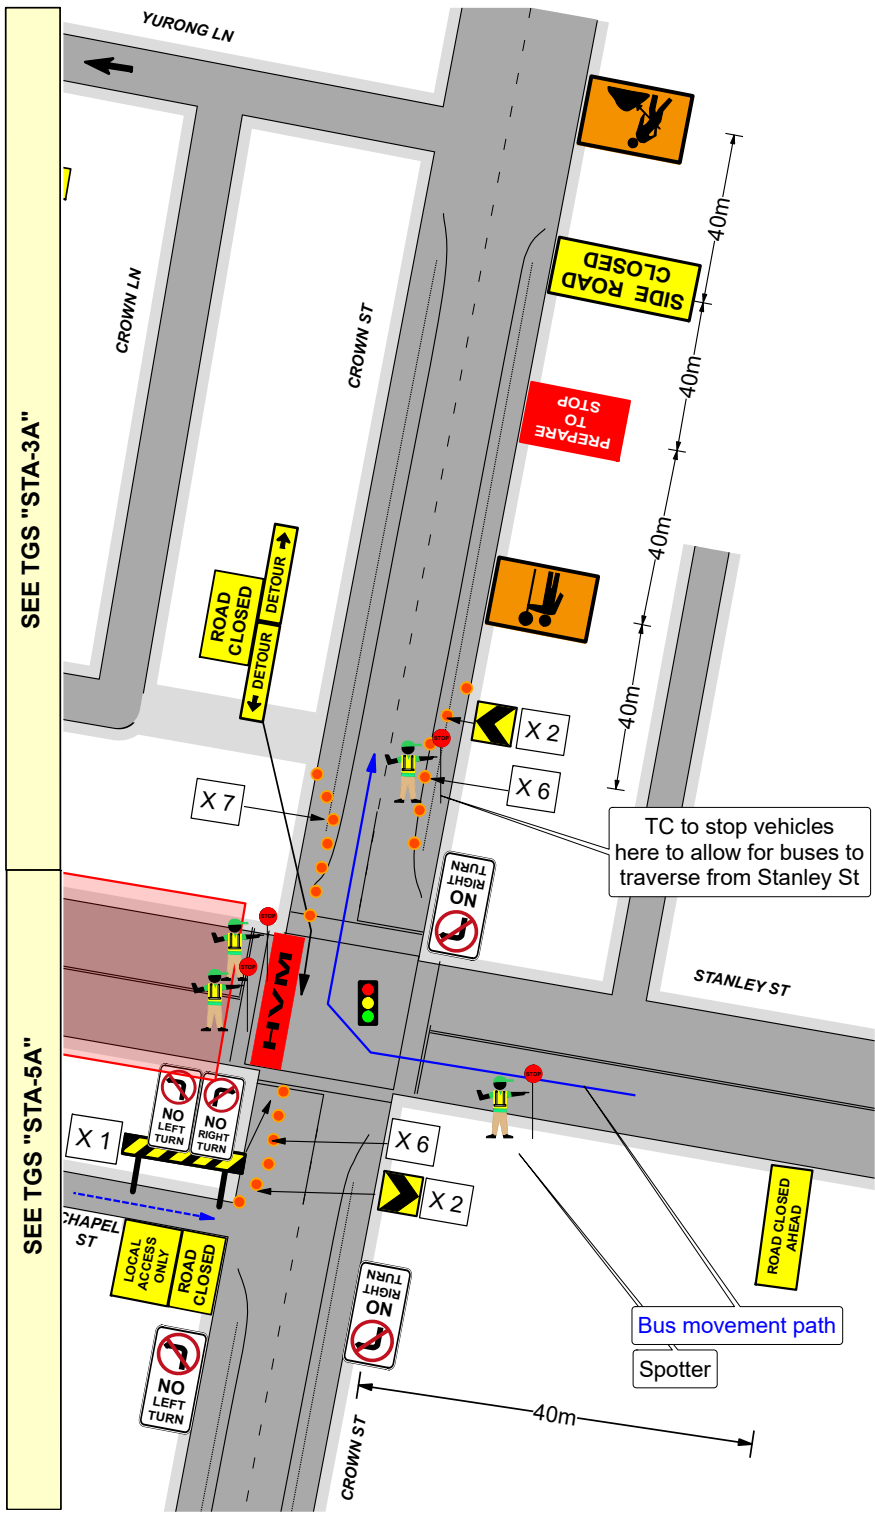 YURONG LN
SEE TGS "STA-3A"
CROWN LN
CROWN ST
40m
SIDE ROAD
CLOSED
40m
PREPARE
TO
STOP
40m
ROAD
CLOSED
DETOUR
DETOUR
40m
X 2
X 6
X 7
STOP
TC to stop vehicles
here to allow for buses to
traverse from Stanley St
NO
RIGHT
TURN
STANLEY ST
STOP
STOP
HVM
SEE TGS "STA-5A"
STOP
NO
LEFT
TURN
NO
RIGHT
TURN
X 1
X 6
X 2
CHAPEL
ST
LOCAL
ACCESS
ONLY
ROAD
CLOSED
ROAD CLOSED
AHEAD
NO
RIGHT
TURN
Bus movement path
Spotter
NO
LEFT
TURN
40m
CROWN ST